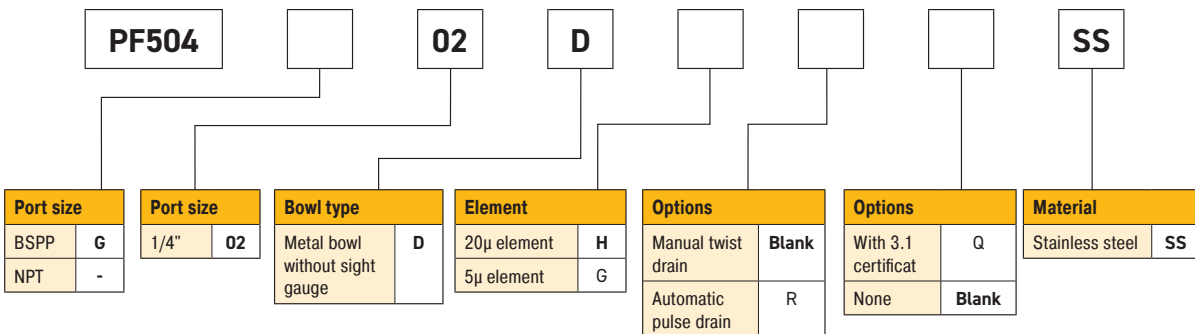 PF504 02 D SS
Port size
BSPP G
NPT -
Port size
1/4" 02
Bowl type
Metal bowl D
without sight
gauge
Element
20µ element H
5µ element G
Options
Manual twist Blank
drain
Automatic R
pulse drain
Options
With 3.1 Q
certificat
None Blank
Material
Stainless steel SS